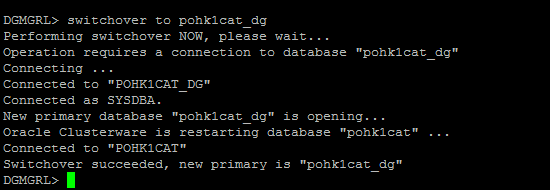 DGMGRL> switchover to pohk1cat_dg
Performing switchover NOW, please wait...
Operation requires a connection to database "pohk1cat_dg"
Connecting ...
Connected to "POHK1CAT_DG"
Connected as SYSDBA.
New primary database "pohk1cat_dg" is opening...
Oracle Clusterware is restarting database "pohk1cat" ...
Connected to "POHK1CAT"
Switchover succeeded, new primary is "pohk1cat_dg"
DGMGRL>